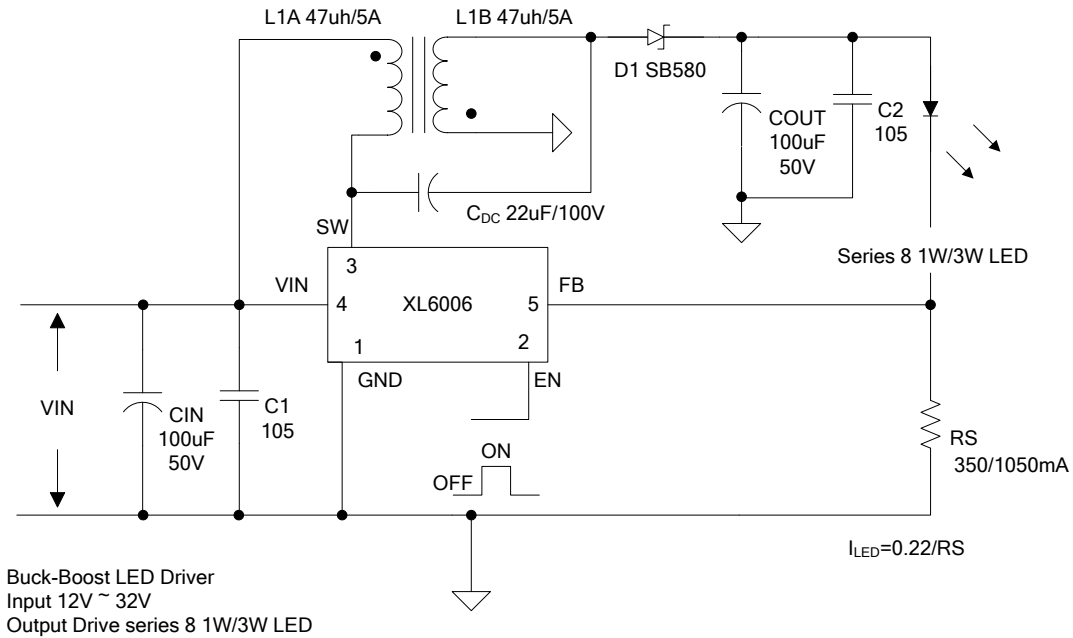 L1A 47uh/5A
L1B 47uh/5A
D1 SB580
COUT
100uF
50V
C2
105
CDC 22uF/100V
SW
3
Series 8 1W/3W LED
VIN
4
XL6006
5
FB
1
2
GND
EN
VIN
CIN
100uF
50V
C1
105
ON
OFF
RS
350/1050mA
ILED=0.22/RS
Buck-Boost LED Driver
Input 12V ~ 32V
Output Drive series 8 1W/3W LED